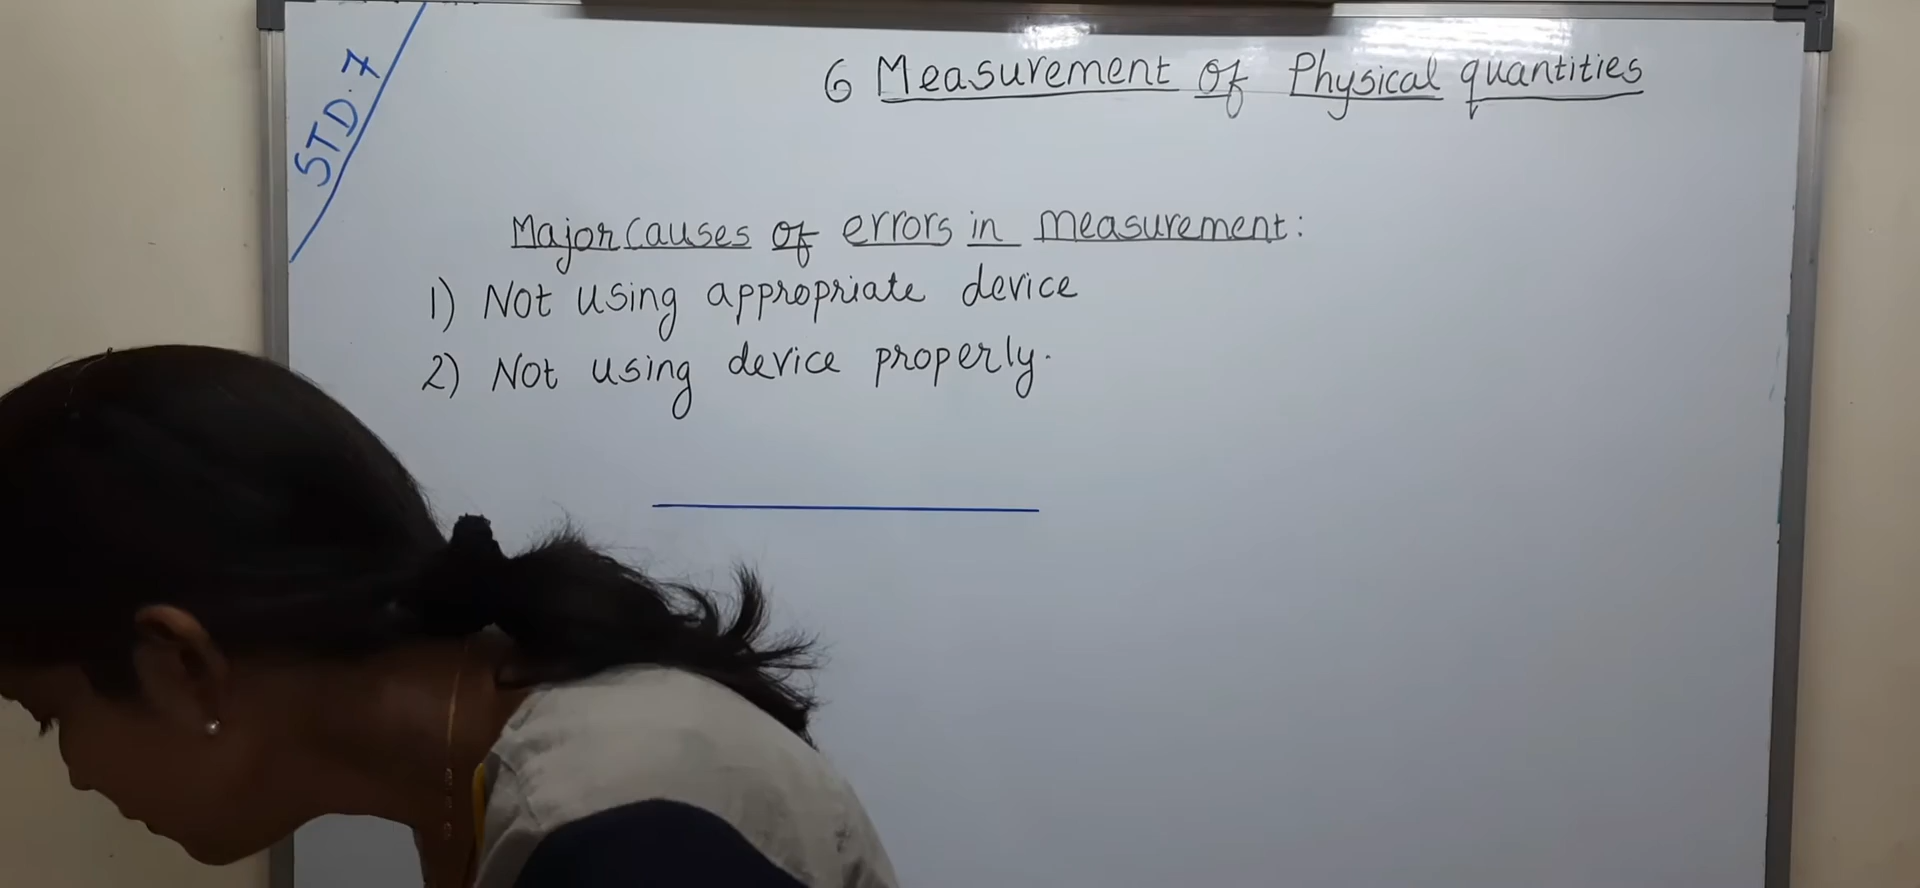 STD.7
6 Measurement of Physical quantities
Major causes of errors in measurement:
1) Not using appropriate device
2) Not using device properly.